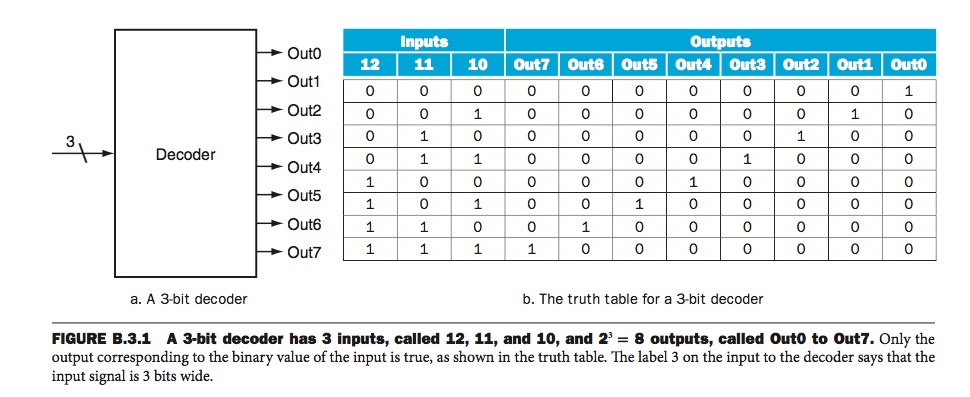 3
Decoder
Out0
Out1
Out2
Out3
Out4
Out5
Out6
Out7
a. A 3-bit decoder
Inputs Outputs
12 11 10 Out7 Out6 Out5 Out4 Out3 Out2 Out1 Out0
0 0 0 0 0 0 0 0 0 0 1
0 0 1 0 0 0 0 0 0 1 0
0 1 0 0 0 0 0 0 1 0 0
0 1 1 0 0 0 0 1 0 0 0
1 0 0 0 0 0 1 0 0 0 0
1 0 1 0 0 1 0 0 0 0 0
1 1 0 0 1 0 0 0 0 0 0
1 1 1 1 0 0 0 0 0 0 0
b. The truth table for a 3-bit decoder
FIGURE B.3.1 A 3-bit decoder has 3 inputs, called 12, 11, and 10, and 2³ = 8 outputs, called Out0 to Out7. Only the
output corresponding to the binary value of the input is true, as shown in the truth table. The label 3 on the input to the decoder says that the
input signal is 3 bits wide.